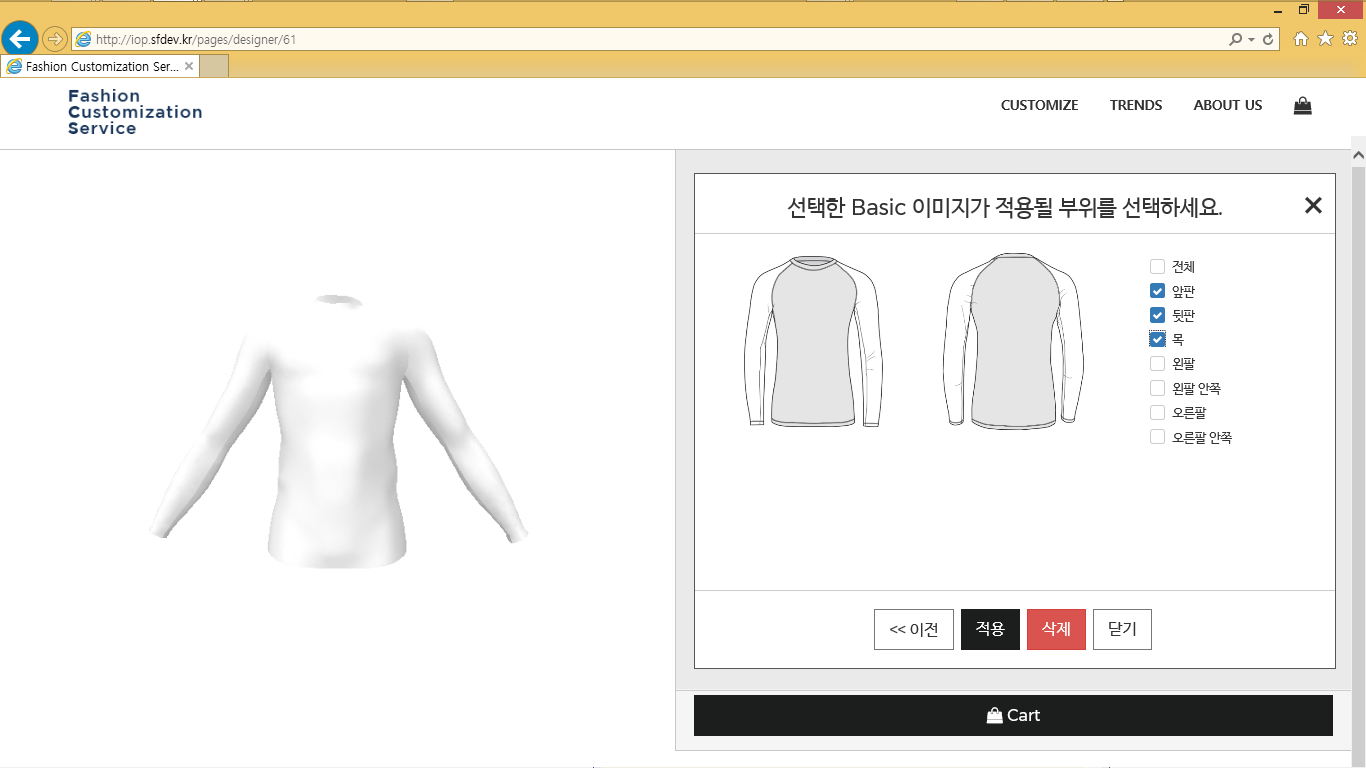 http://iop.sfdev.kr/pages/designer/61
Fashion Customization Ser...
Fashion
Customization
Service
CUSTOMIZE TRENDS ABOUT US
선택한 Basic 이미지가 적용될 부위를 선택하세요.
전체
앞판
뒷판
목
왼팔
왼팔 안쪽
오른팔
오른팔 안쪽
<< 이전 적용 삭제 닫기
Cart